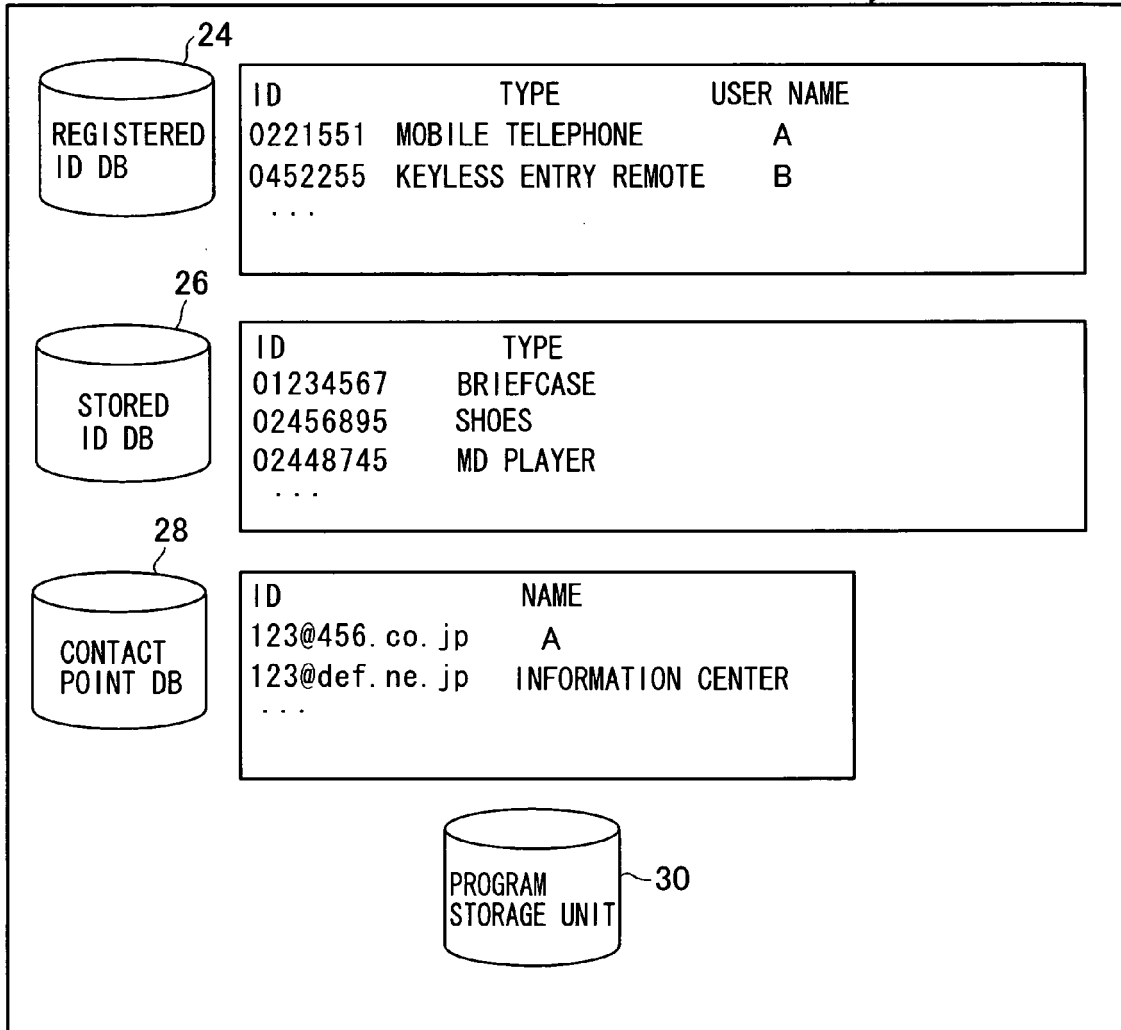 24
REGISTERED
ID DB
ID TYPE USER NAME
0221551 MOBILE TELEPHONE A
0452255 KEYLESS ENTRY REMOTE B
...
26
STORED
ID DB
ID TYPE
01234567 BRIEFCASE
02456895 SHOES
02448745 MD PLAYER
...
28
CONTACT
POINT DB
ID NAME
123@456.co.jp A
123@def.ne.jp INFORMATION CENTER
...
PROGRAM
STORAGE UNIT
30